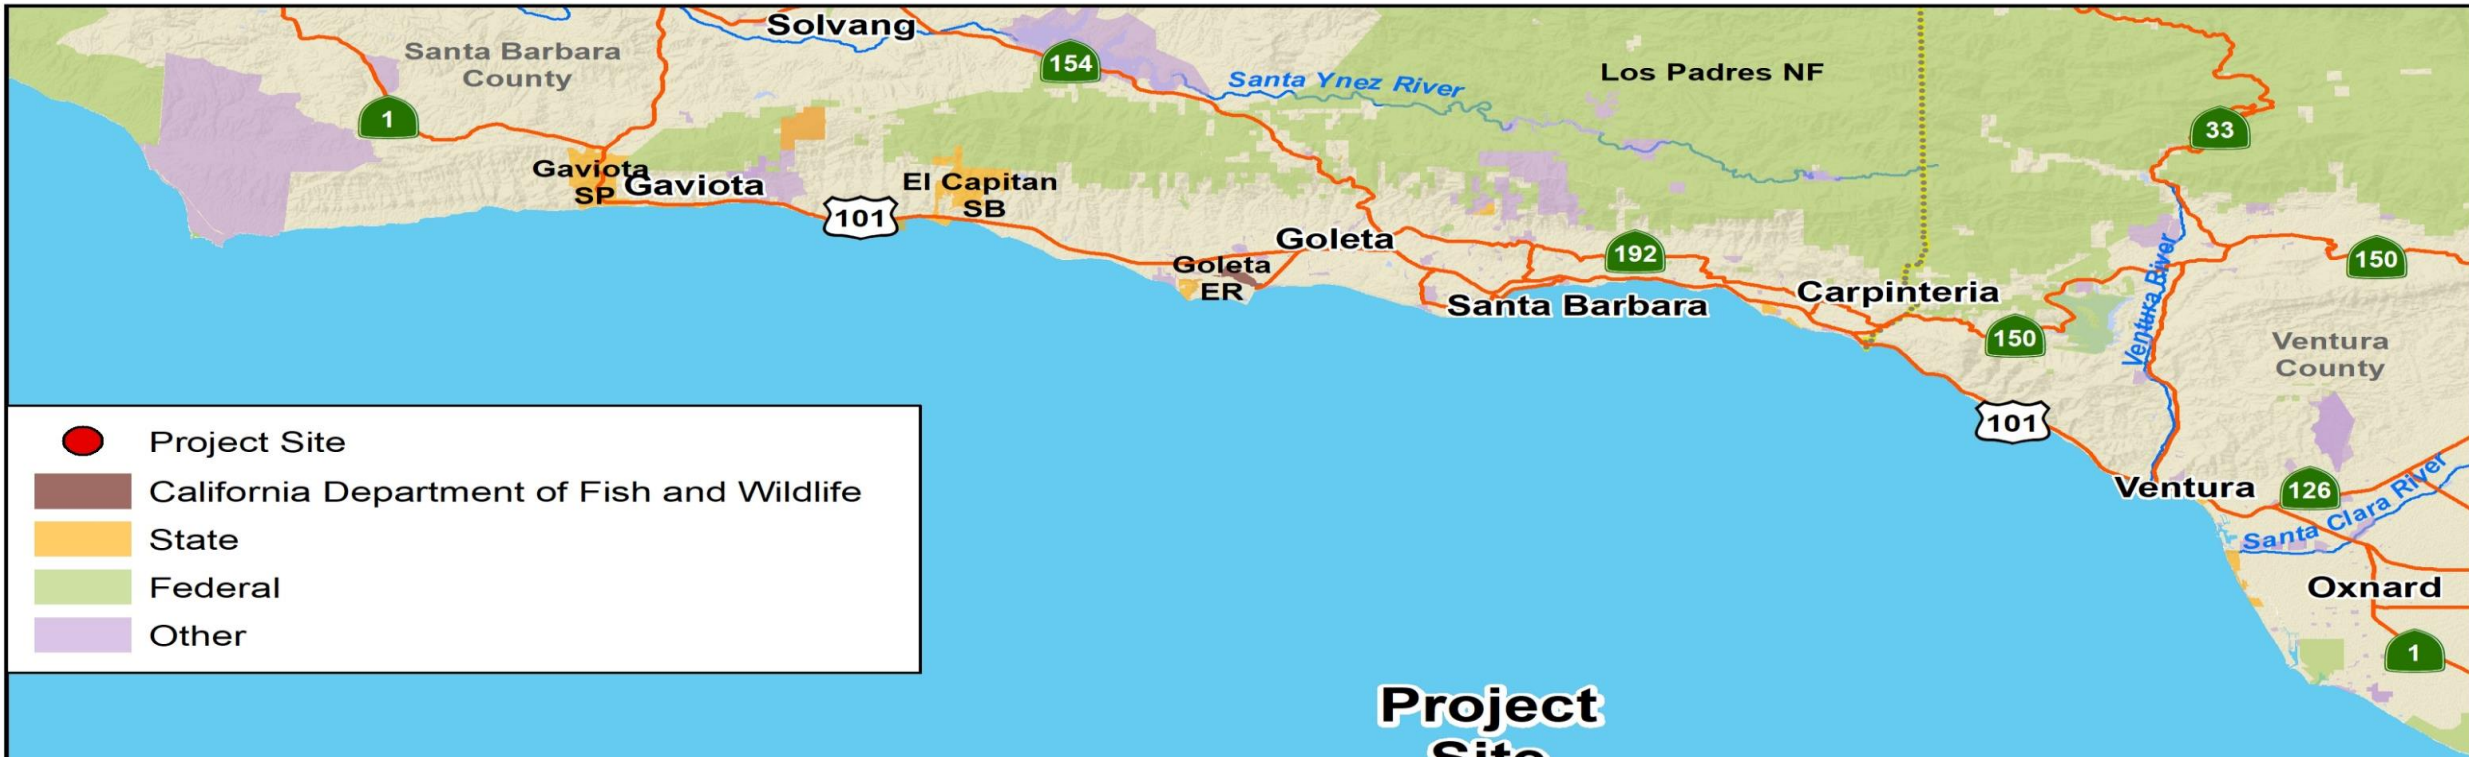 Solvang
Santa Barbara
County
154
Santa Ynez River
Los Padres NF
33
1
Gaviota
SP
Gaviota
El Capitan
SB
101
Goleta
Goleta
ER
192
Santa Barbara
Carpinteria
150
150
Ventura River
Ventura
County
101
Ventura
126
Santa Clara River
Oxnard
1
Project Site
California Department of Fish and Wildlife
State
Federal
Other
Project
Site